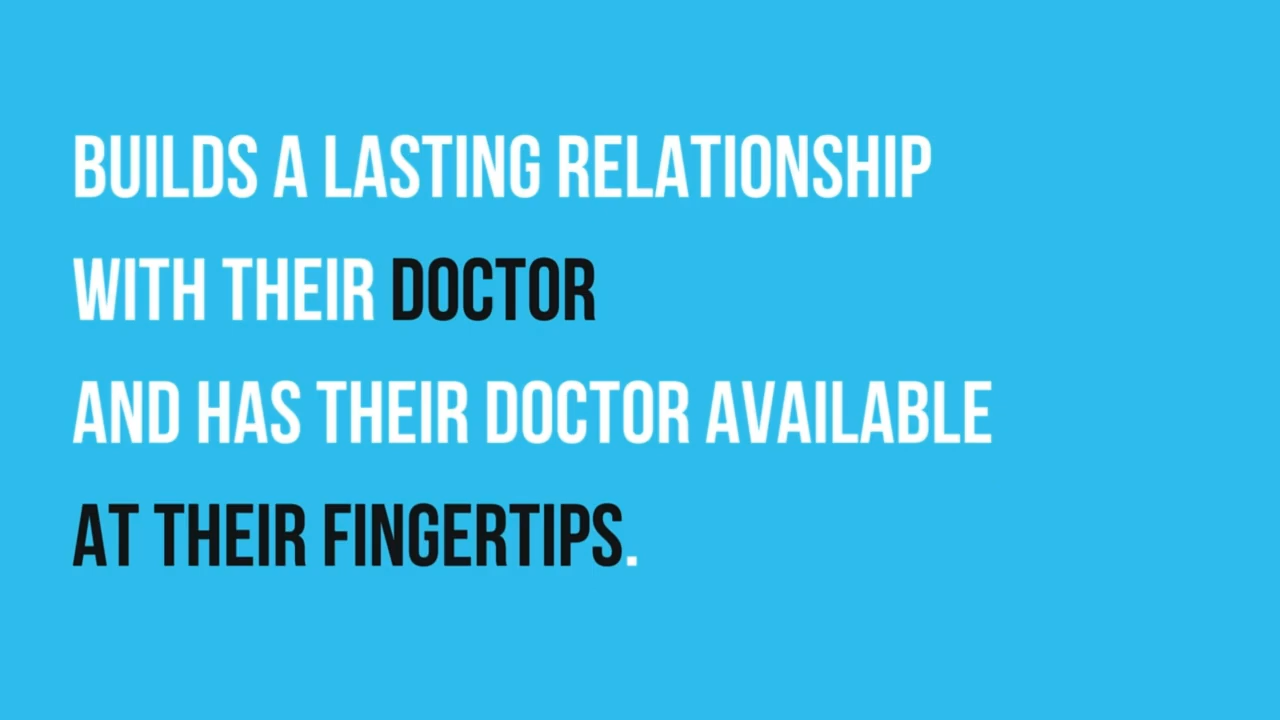 BUILDS A LASTING RELATIONSHIP
WITH THEIR DOCTOR
AND HAS THEIR DOCTOR AVAILABLE
AT THEIR FINGERTIPS.